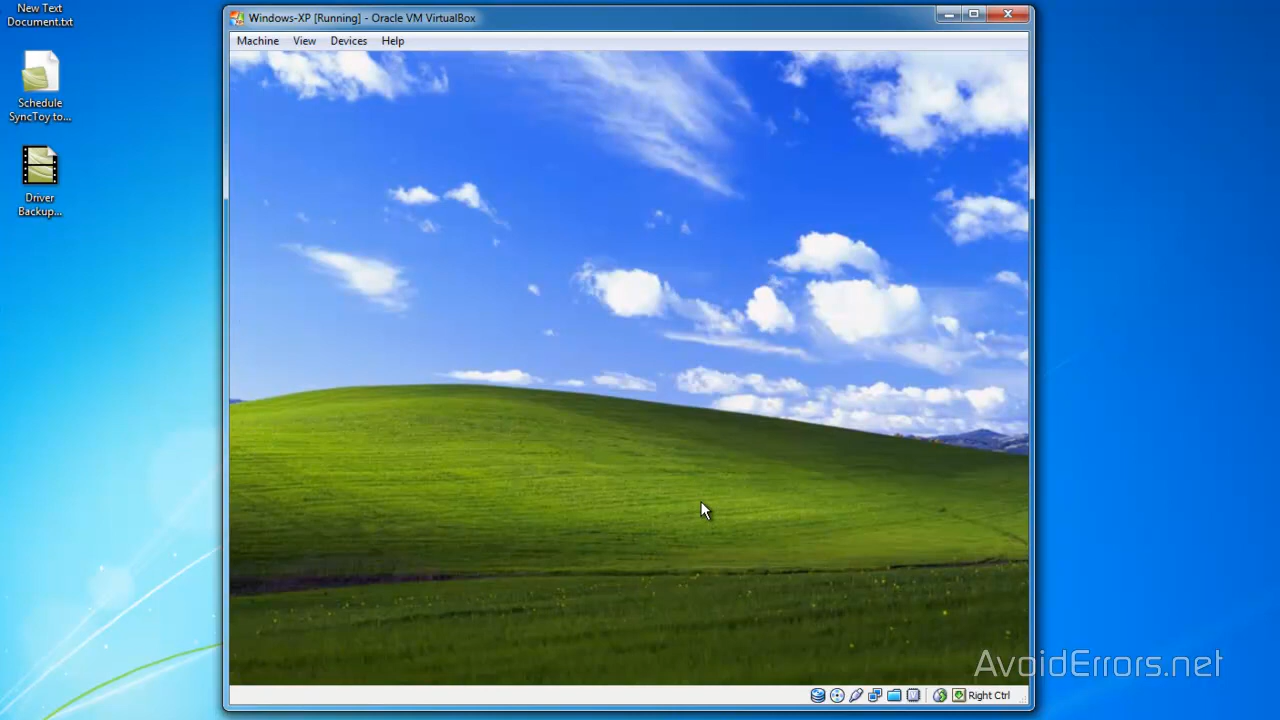 New Text
Document.txt
Schedule
SyncToy to...
Driver
Backup...
Windows-XP [Running] - Oracle VM VirtualBox
Machine View Devices Help
AvoidErrors.net
Right Ctrl